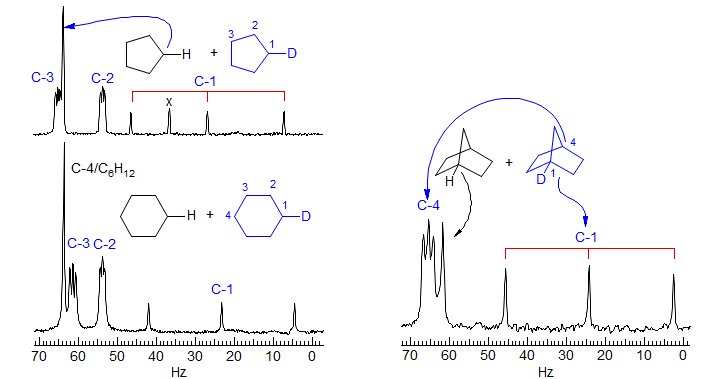 3 2
1
H + D
C-3 C-2 C-1
x
C-4/C6H12
3 2
4 1
H + D
C-3 C-2 C-1
70 60 50 40 30 20 10 0
Hz
4
H + D 1
C-4
C-1
70 60 50 40 30 20 10 0
Hz